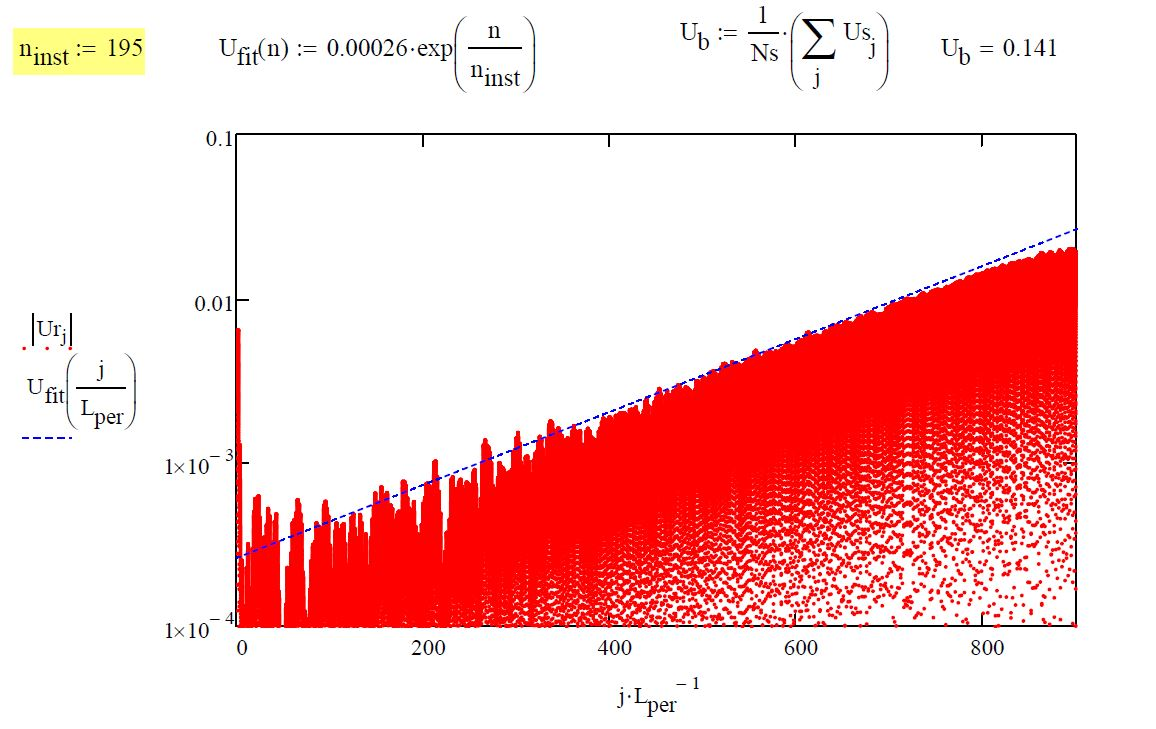 n_inst := 195    U_fit(n) := 0.00026·exp(n/n_inst)    U_b := 1/Ns·(∑_j Us_j)    U_b = 0.141
0.1
0.01
1×10^−3
1×10^−4
|Ur_j|
U_fit(j/L_per)
0 200 400 600 800
j·L_per^−1